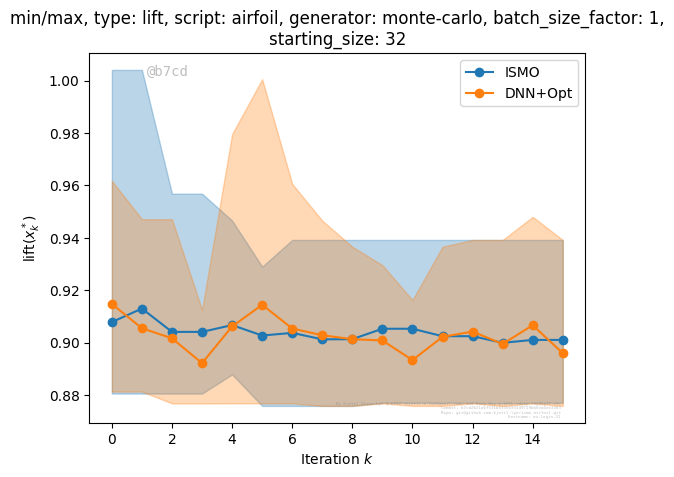 min/max, type: lift, script: airfoil, generator: monte-carlo, batch_size_factor: 1,
starting_size: 32
@b7cd
ISMO
DNN+Opt
1.00
0.98
0.96
0.94
0.92
0.90
0.88
lift(x_k^*)
0 2 4 6 8 10 12 14
Iteration k